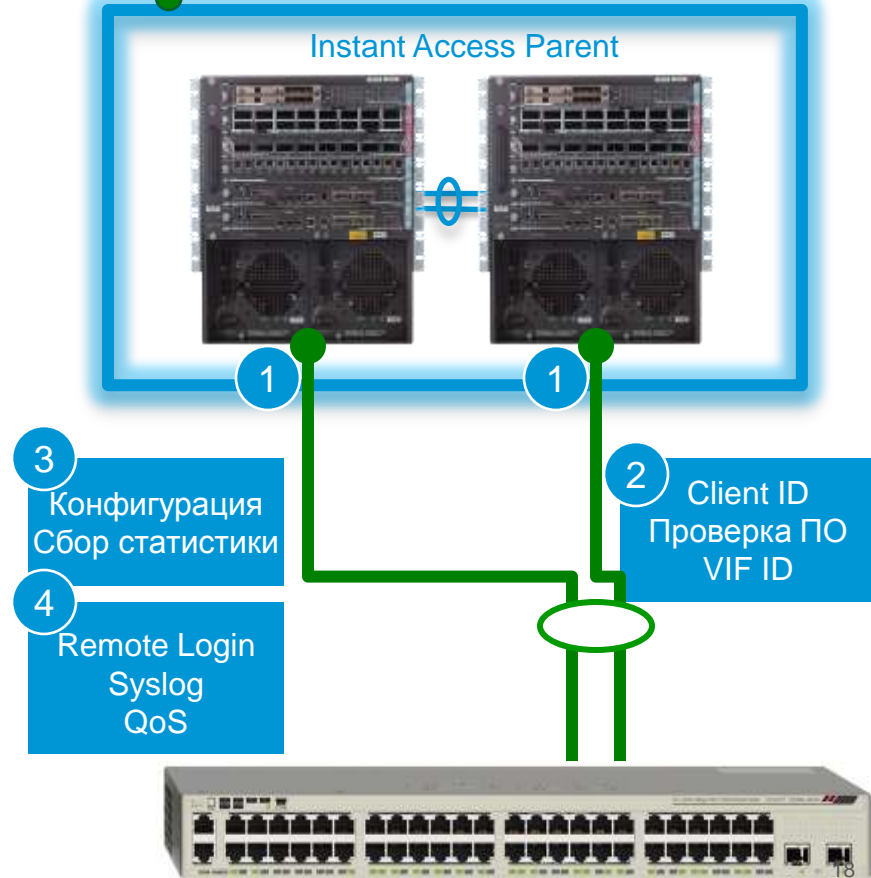 Instant Access Parent
1
1
3
Конфигурация
Сбор статистики
2
Client ID
Проверка ПО
VIF ID
4
Remote Login
Syslog
QoS
18